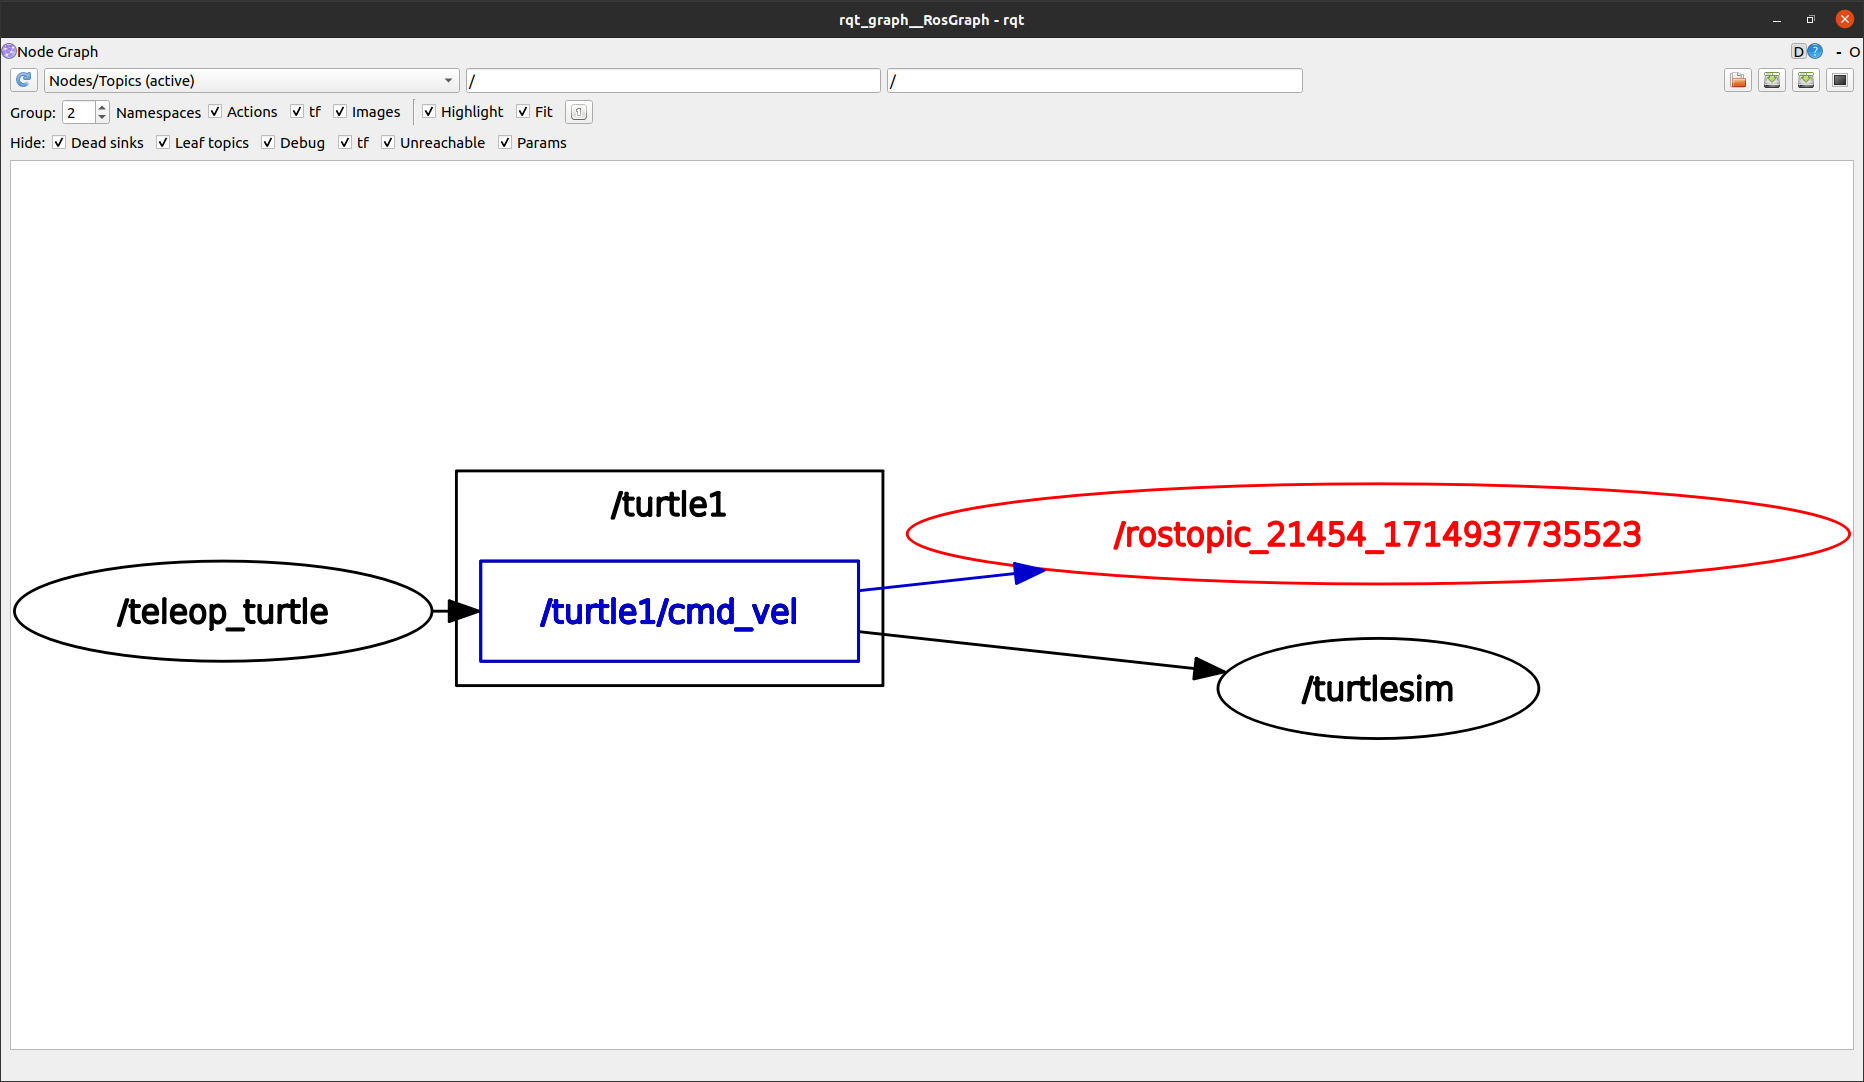 rqt_graph__RosGraph - rqt
Node Graph
D ? - O
Nodes/Topics (active) / /
Group: 2 Namespaces Actions tf Images Highlight Fit
Hide: Dead sinks Leaf topics Debug tf Unreachable Params
/turtle1
/rostopic_21454_1714937735523
/teleop_turtle
/turtle1/cmd_vel
/turtlesim